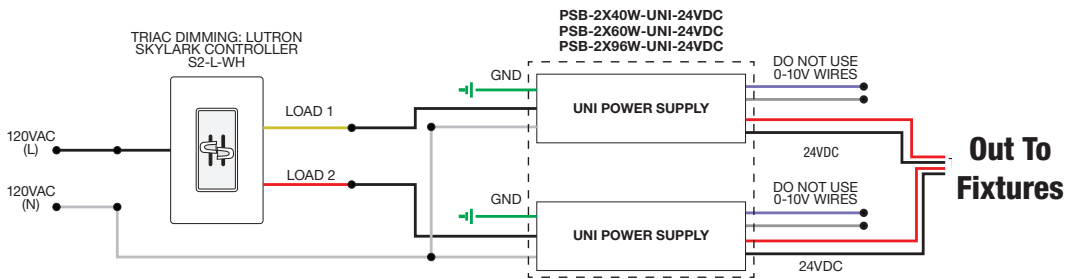 PSB-2X40W-UNI-24VDC
PSB-2X60W-UNI-24VDC
PSB-2X96W-UNI-24VDC
TRIAC DIMMING: LUTRON
SKYLARK CONTROLLER
S2-L-WH
GND
DO NOT USE
0-10V WIRES
UNI POWER SUPPLY
LOAD 1
120VAC
(L)
24VDC
Out To
Fixtures
LOAD 2
120VAC
(N)
GND
DO NOT USE
0-10V WIRES
UNI POWER SUPPLY
24VDC